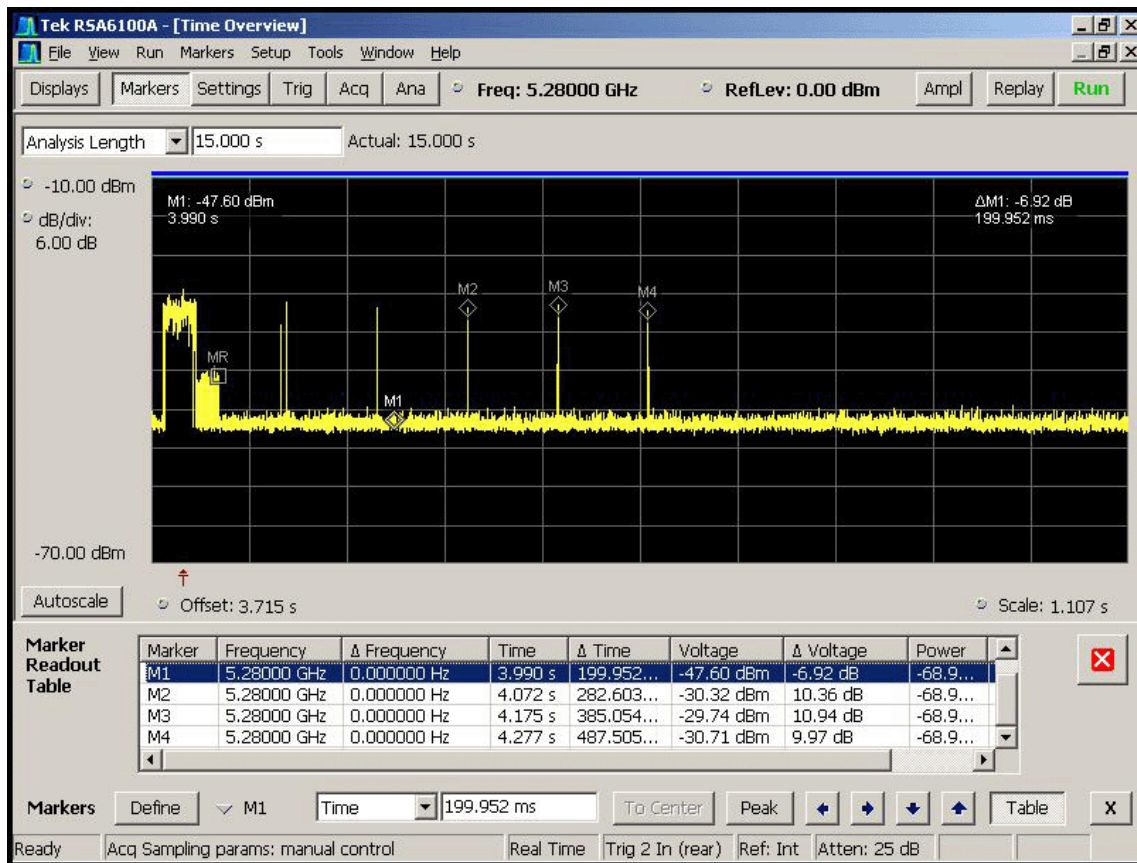 Tek RSA6100A - [Time Overview]
File View Run Markers Setup Tools Window Help
Displays Markers Settings Trig Acq Ana Freq: 5.28000 GHz RefLev: 0.00 dBm Ampl Replay Run
Analysis Length 15.000 s Actual: 15.000 s
-10.00 dBm
dB/div:
6.00 dB
M1: -47.60 dBm
3.990 s
ΔM1: -6.92 dB
199.952 ms
M2 M3 M4
MR
M1
-70.00 dBm
Autoscale Offset: 3.715 s Scale: 1.107 s
Marker Readout Table
Marker Frequency Δ Frequency Time Δ Time Voltage Δ Voltage Power
M1 5.28000 GHz 0.000000 Hz 3.990 s 199.952... -47.60 dBm -6.92 dB -68.9...
M2 5.28000 GHz 0.000000 Hz 4.072 s 282.603... -30.32 dBm 10.36 dB -68.9...
M3 5.28000 GHz 0.000000 Hz 4.175 s 385.054... -29.74 dBm 10.94 dB -68.9...
M4 5.28000 GHz 0.000000 Hz 4.277 s 487.505... -30.71 dBm 9.97 dB -68.9...
Markers Define M1 Time 199.952 ms To Center Peak Table X
Ready Acq Sampling params: manual control Real Time Trig 2 In (rear) Ref: Int Atten: 25 dB